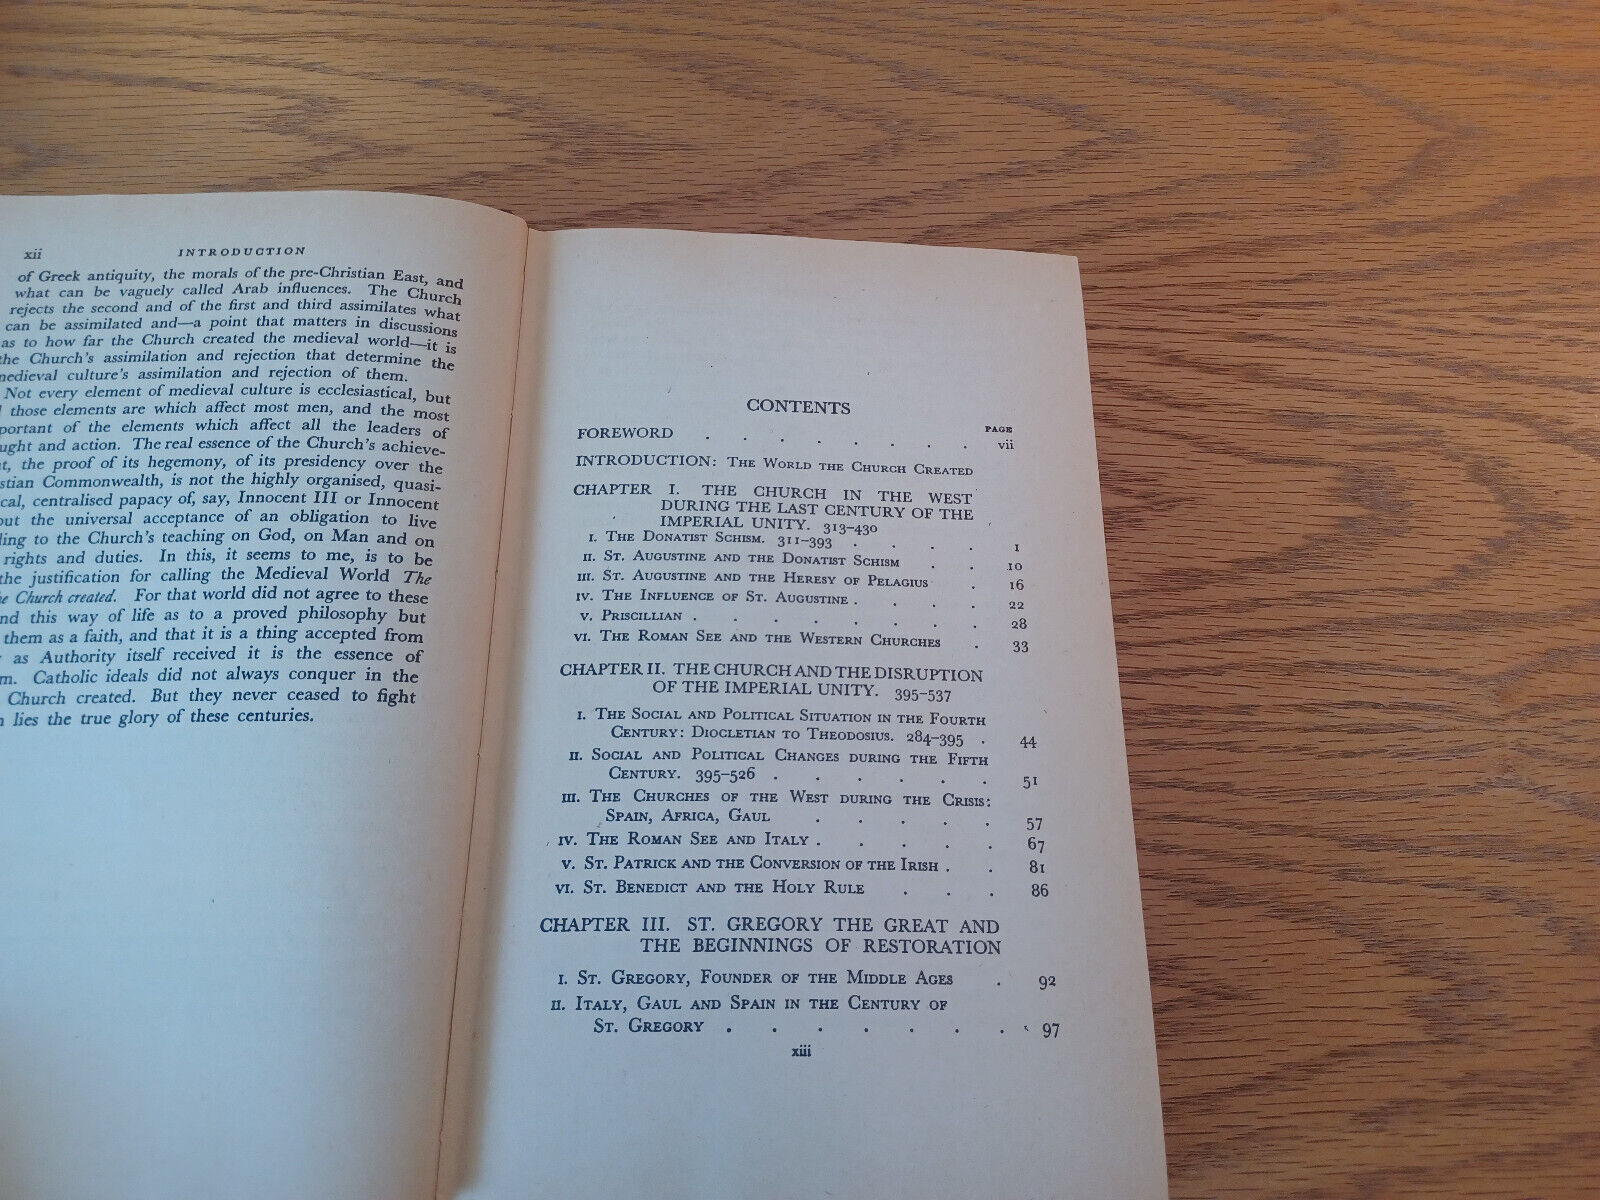 xii INTRODUCTION
of Greek antiquity, the morals of the pre-Christian East, and
what can be vaguely called Arab influences. The Church
rejects the second and of the first and third assimilates what
can be assimilated and—a point that matters in discussions
as to how far the Church created the medieval world—it is
the Church's assimilation and rejection that determine the
medieval culture's assimilation and rejection of them.
Not every element of medieval culture is ecclesiastical, but
those elements are which affect most men, and the most
portant of the elements which affect all the leaders of
ught and action. The real essence of the Church's achieve-
t, the proof of its hegemony, of its presidency over the
stian Commonwealth, is not the highly organised, quasi-
cal, centralised papacy of, say, Innocent III or Innocent
out the universal acceptance of an obligation to live
ding to the Church's teaching on God, on Man and on
rights and duties. In this, it seems to me, is to be
the justification for calling the Medieval World The
e Church created. For that world did not agree to these
nd this way of life as to a proved philosophy but
them as a faith, and that it is a thing accepted from
as Authority itself received it is the essence of
m. Catholic ideals did not always conquer in the
Church created. But they never ceased to fight
n lies the true glory of these centuries.
CONTENTS
PAGE
FOREWORD . . . . . . . . vii
INTRODUCTION: THE WORLD THE CHURCH CREATED
CHAPTER I. THE CHURCH IN THE WEST
DURING THE LAST CENTURY OF THE
IMPERIAL UNITY. 313-430
I. THE DONATIST SCHISM. 311-393 . . . . 1
II. ST. AUGUSTINE AND THE DONATIST SCHISM . . 10
III. ST. AUGUSTINE AND THE HERESY OF PELAGIUS . 16
IV. THE INFLUENCE OF ST. AUGUSTINE . . . . 22
V. PRISCILLIAN . . . . . . . . 28
VI. THE ROMAN SEE AND THE WESTERN CHURCHES . 33
CHAPTER II. THE CHURCH AND THE DISRUPTION
OF THE IMPERIAL UNITY. 395-537
I. THE SOCIAL AND POLITICAL SITUATION IN THE FOURTH
CENTURY: DIOCLETIAN TO THEODOSIUS. 284-395 . 44
II. SOCIAL AND POLITICAL CHANGES DURING THE FIFTH
CENTURY. 395-526 . . . . . . 51
III. THE CHURCHES OF THE WEST DURING THE CRISIS:
SPAIN, AFRICA, GAUL . . . . . 57
IV. THE ROMAN SEE AND ITALY . . . . . 67
V. ST. PATRICK AND THE CONVERSION OF THE IRISH . . 81
VI. ST. BENEDICT AND THE HOLY RULE . . . 86
CHAPTER III. ST. GREGORY THE GREAT AND
THE BEGINNINGS OF RESTORATION
I. ST. GREGORY, FOUNDER OF THE MIDDLE AGES . 92
II. ITALY, GAUL AND SPAIN IN THE CENTURY OF
ST. GREGORY . . . . . . . 97
xiii